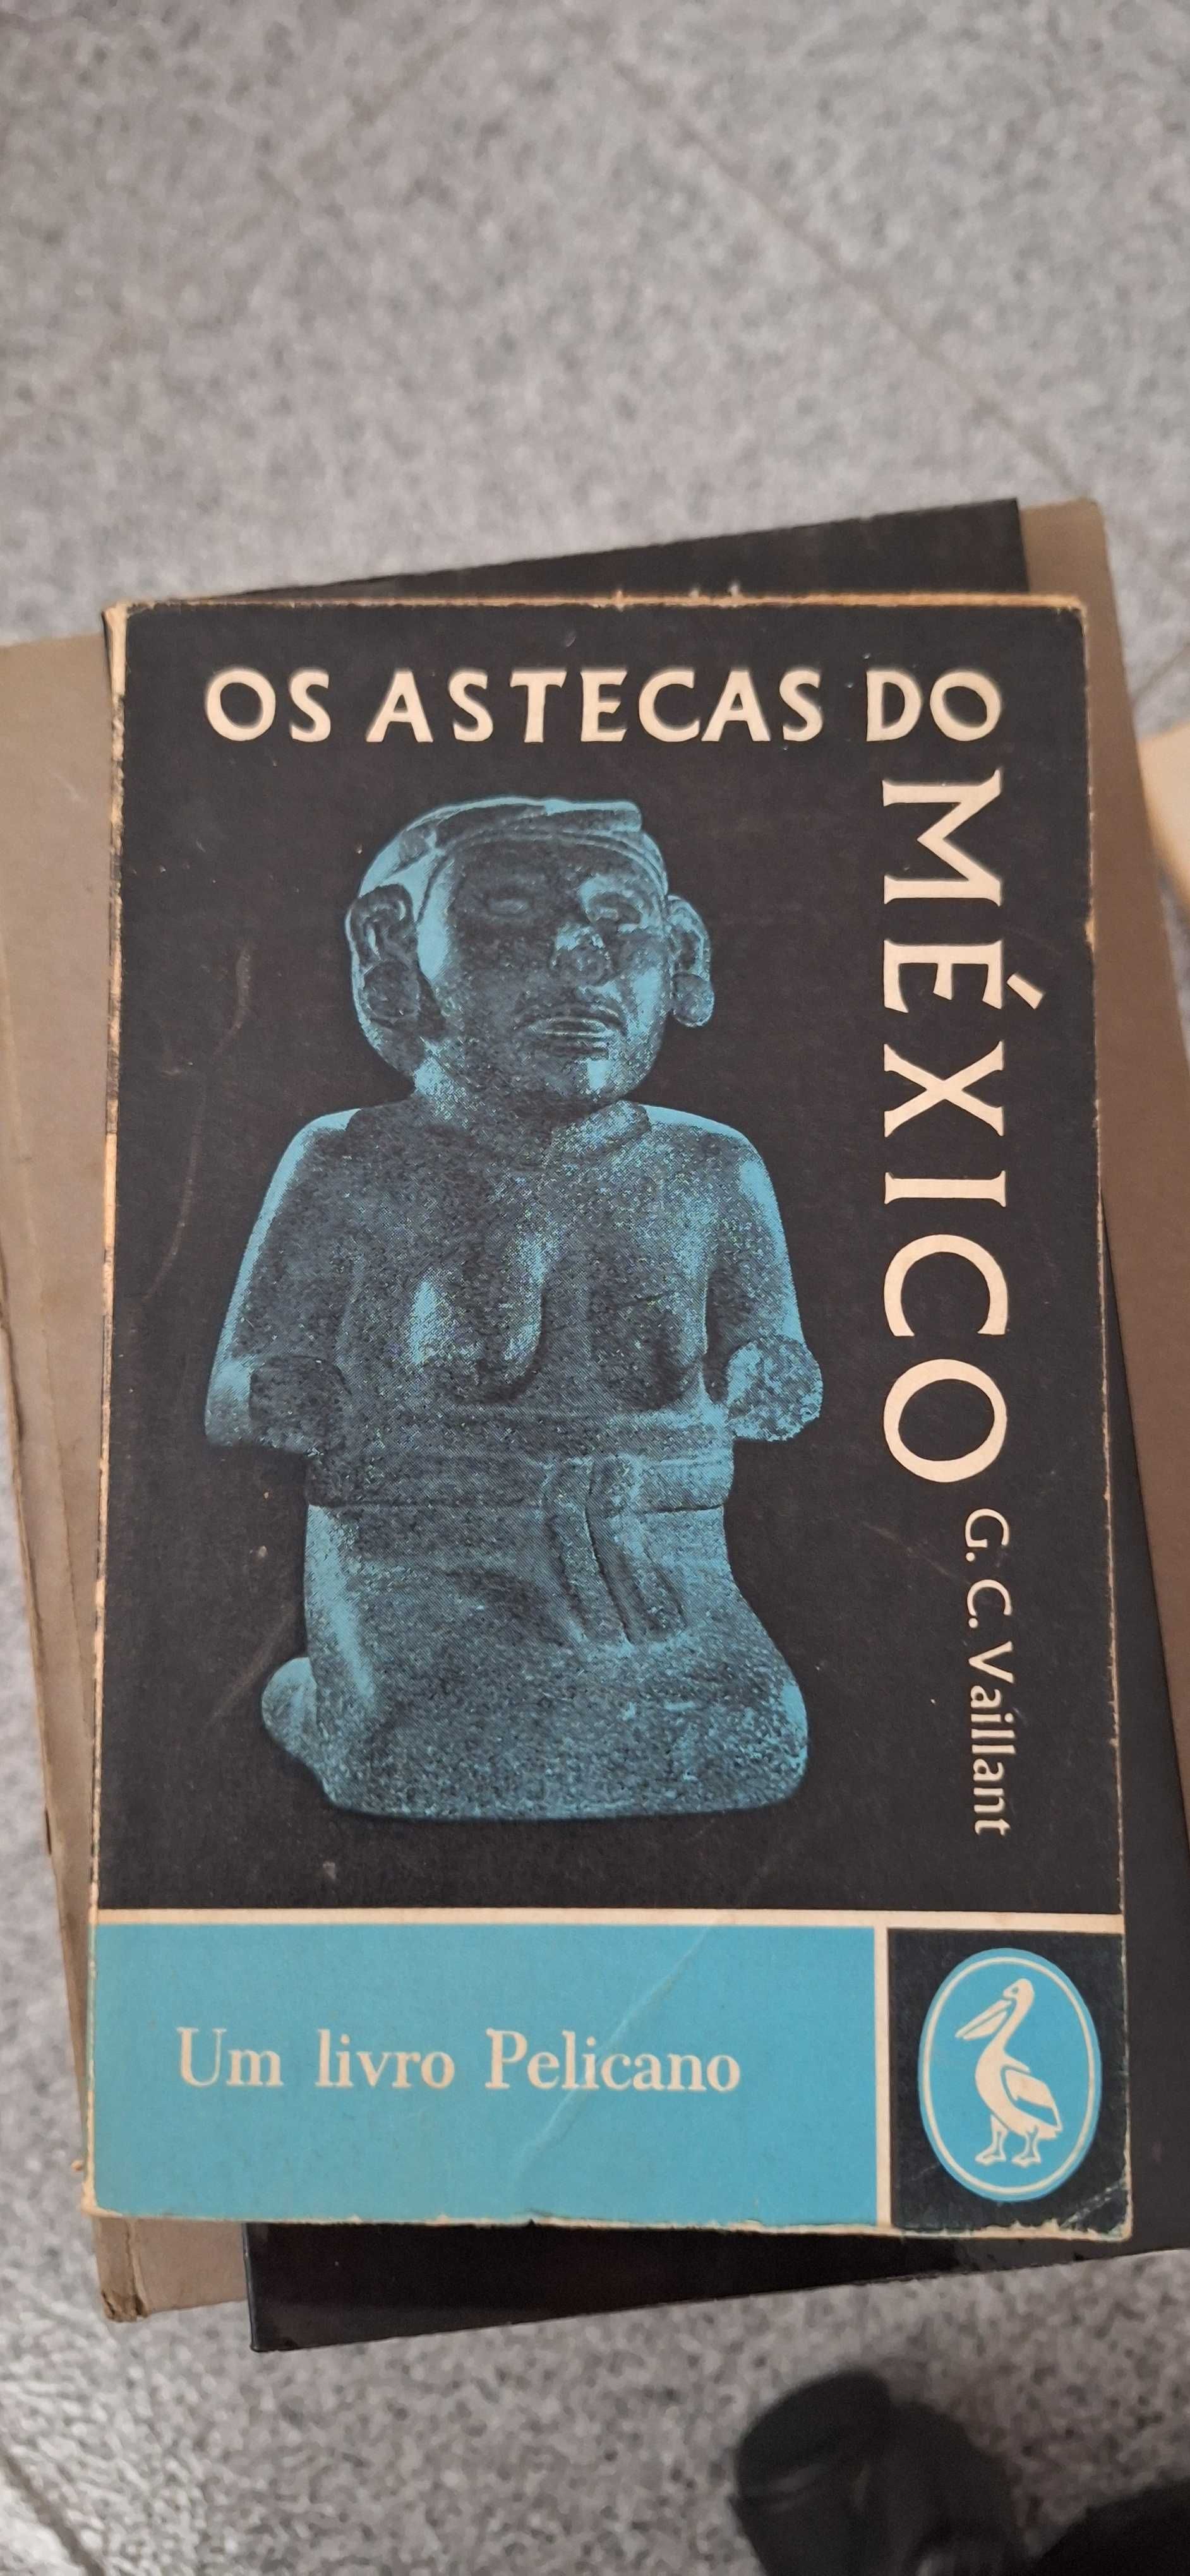 OS ASTECAS DO
MÉXICO
G. C. Vaillant
Um livro Pelicano